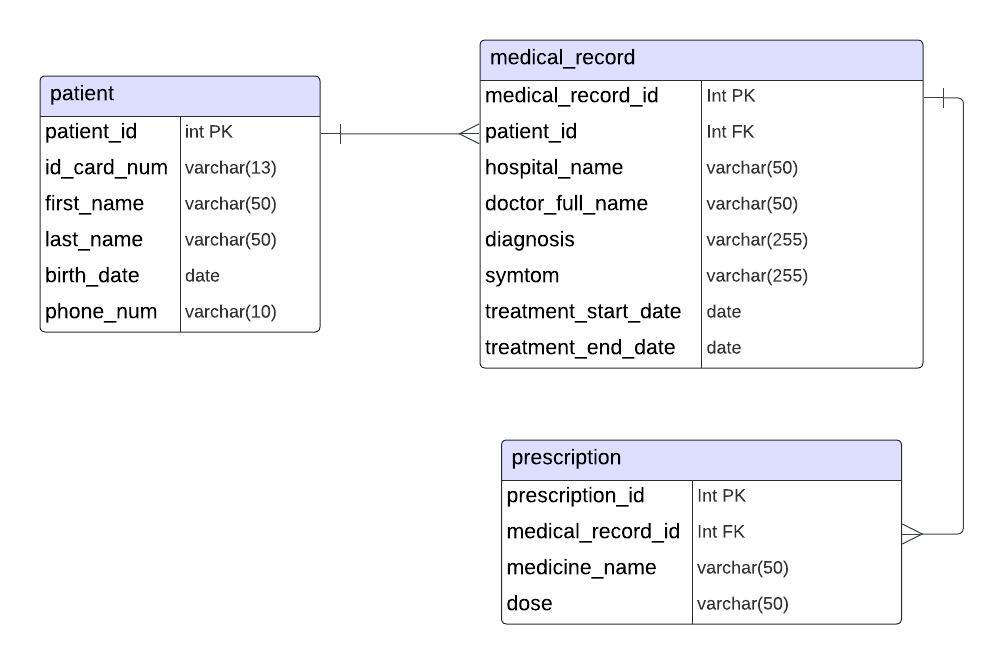 patient
patient_id int PK
id_card_num varchar(13)
first_name varchar(50)
last_name varchar(50)
birth_date date
phone_num varchar(10)
medical_record
medical_record_id Int PK
patient_id Int FK
hospital_name varchar(50)
doctor_full_name varchar(50)
diagnosis varchar(255)
symtom varchar(255)
treatment_start_date date
treatment_end_date date
prescription
prescription_id Int PK
medical_record_id Int FK
medicine_name varchar(50)
dose varchar(50)